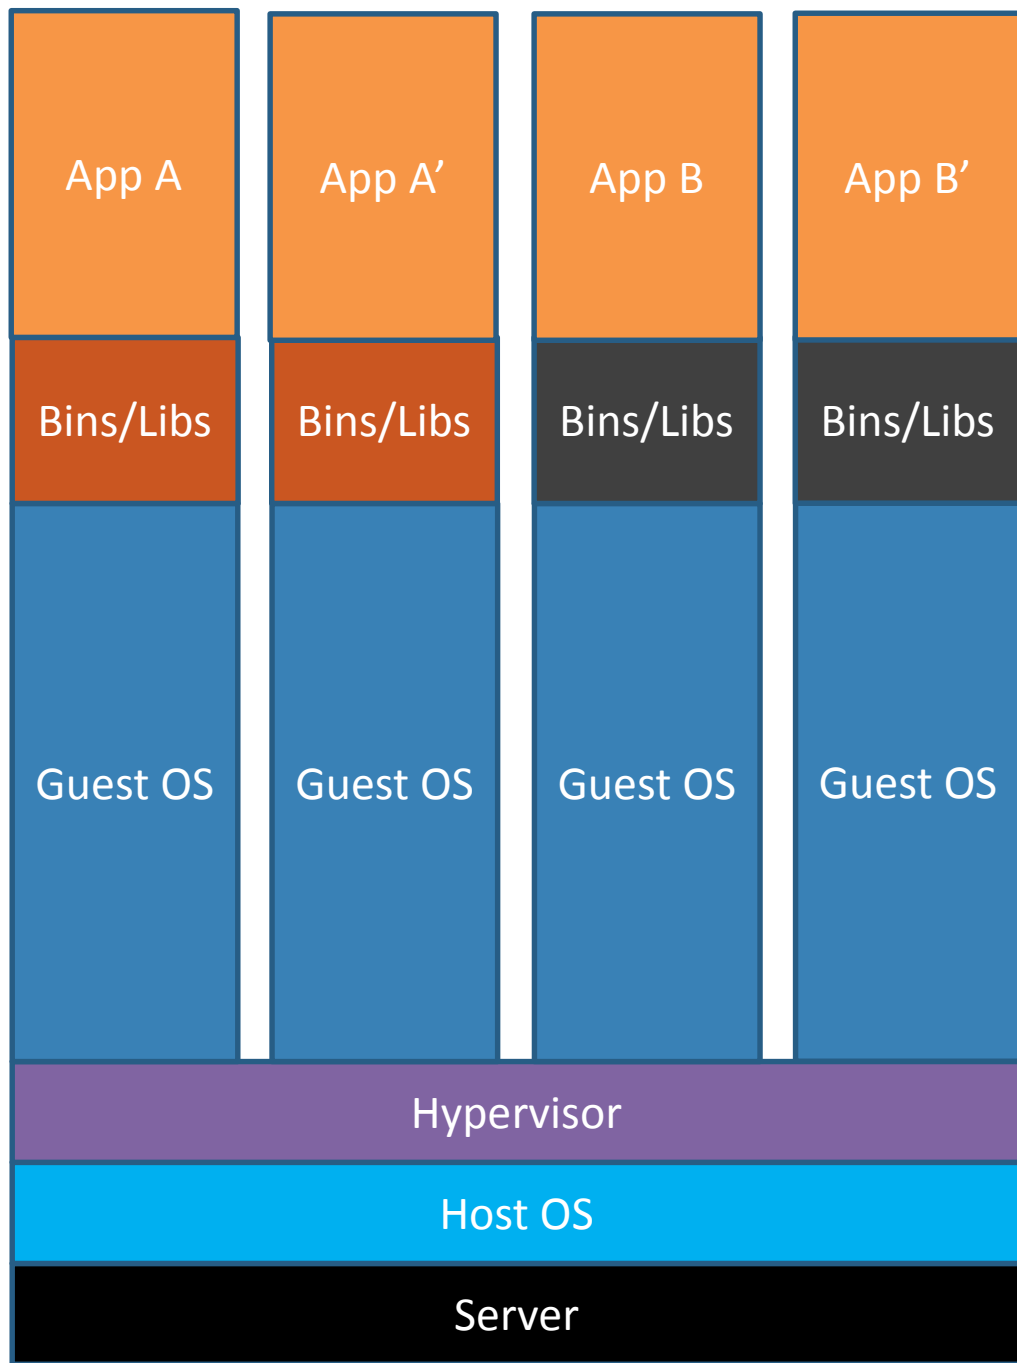 App A
App A’
App B
App B’
Bins/Libs
Bins/Libs
Bins/Libs
Bins/Libs
Guest OS
Guest OS
Guest OS
Guest OS
Hypervisor
Host OS
Server